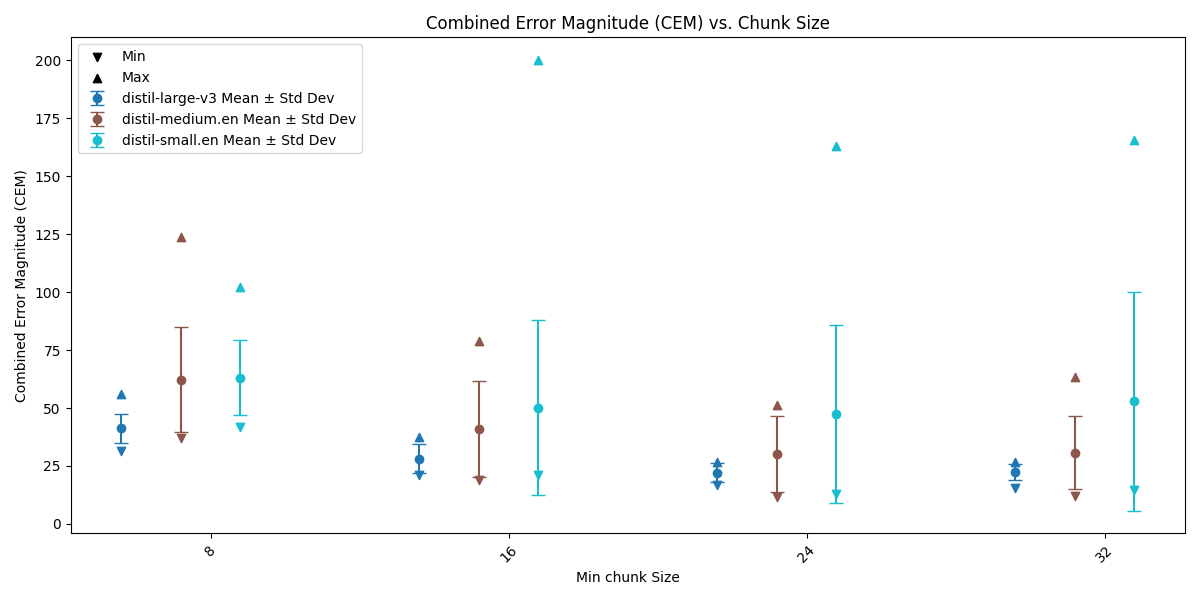 Combined Error Magnitude (CEM) vs. Chunk Size
Min
Max
distil-large-v3 Mean ± Std Dev
distil-medium.en Mean ± Std Dev
distil-small.en Mean ± Std Dev
Combined Error Magnitude (CEM)
200
175
150
125
100
75
50
25
0
8
16
24
32
Min chunk Size